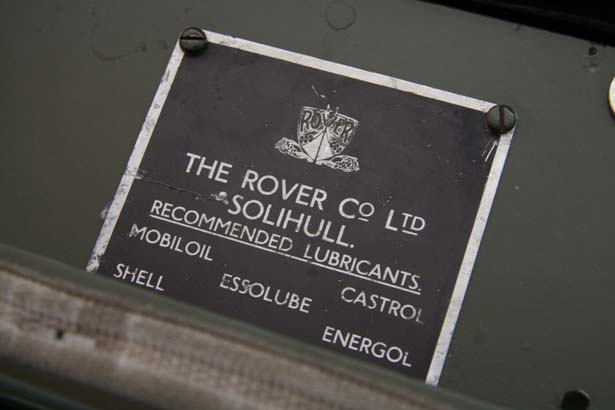 ROVER
THE ROVER Co LTD
SOLIHULL.
RECOMMENDED LUBRICANTS.
MOBILOIL ESSOLUBE CASTROL
SHELL ENERGOL